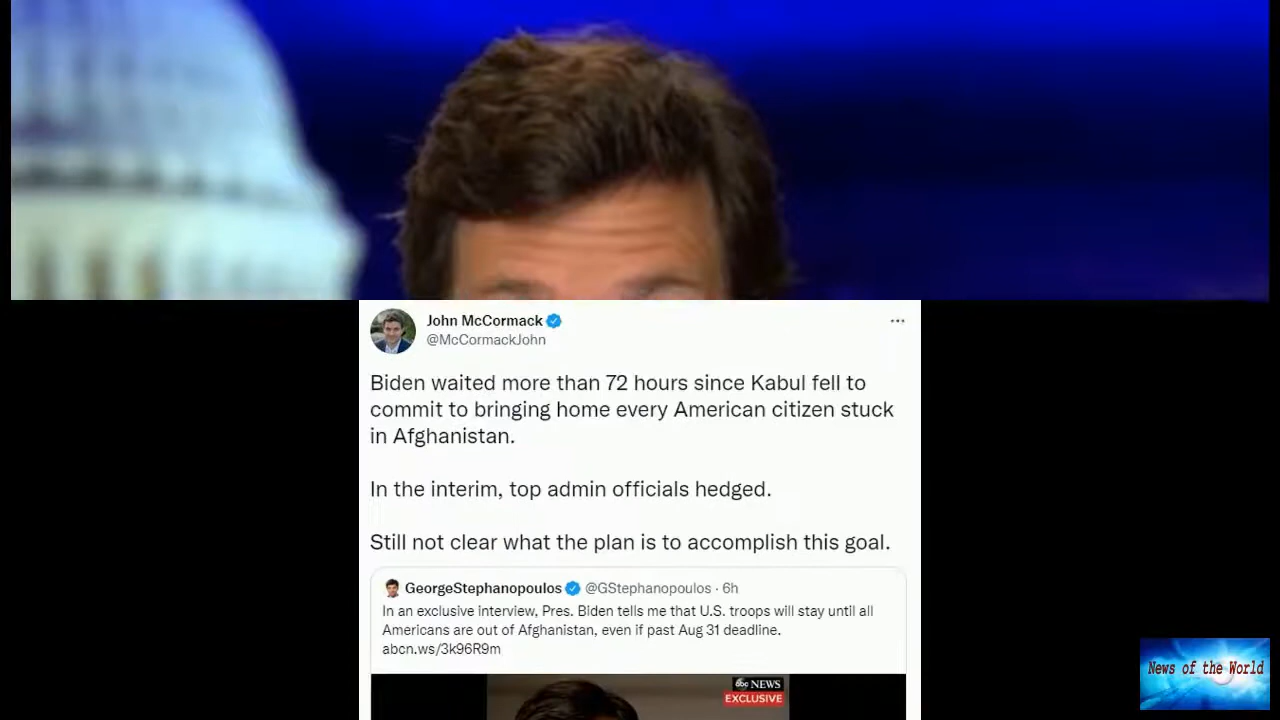 John McCormack
@McCormackJohn
Biden waited more than 72 hours since Kabul fell to
commit to bringing home every American citizen stuck
in Afghanistan.
In the interim, top admin officials hedged.
Still not clear what the plan is to accomplish this goal.
GeorgeStephanopoulos @GStephanopoulos · 6h
In an exclusive interview, Pres. Biden tells me that U.S. troops will stay until all
Americans are out of Afghanistan, even if past Aug 31 deadline.
abcn.ws/3k96R9m
abc NEWS
EXCLUSIVE
News of the World